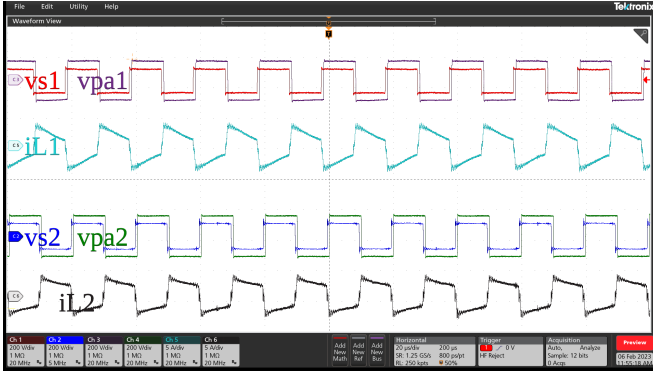 File Edit Utility Help Tektronix
Waveform View
T
C 3 vs1 vpa1
C 5 iL1
C 2 vs2 vpa2
C 6 iL2
Ch 1 Ch 2 Ch 3 Ch 4 Ch 5 Ch 6
200 V/div 200 V/div 200 V/div 200 V/div 5 A/div 5 A/div
1 MΩ 1 MΩ 1 MΩ 1 MΩ 1 MΩ 1 MΩ
20 MHz 5 MHz 20 MHz 20 MHz 20 MHz 20 MHz
Add New Math
Add New Ref
Add New Bus
Horizontal
20 µs/div 200 µs
SR: 1.25 GS/s 800 ps/pt
RL: 250 kpts 50%
Trigger
1 0 V
HF Reject
Acquisition
Auto, Analyze
Sample: 12 bits
0 Acqs
Preview
06 Feb 2023
11:55:18 AM